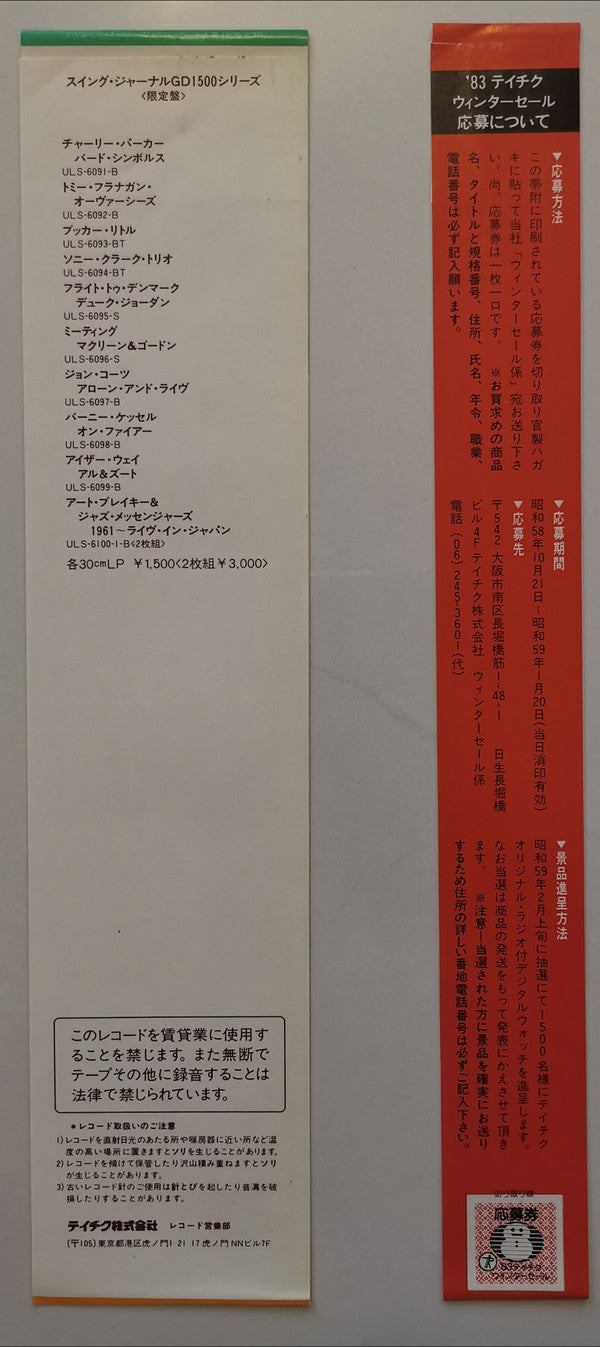 スイング・ジャーナルGD1500シリーズ
〈限定盤〉
チャーリー・パーカー
バード・シンボルス
ULS-6091-B
トミー・フラナガン・
オーヴァーシーズ
ULS-6092-B
ブッカー・リトル
ULS-6093-BT
ソニー・クラーク・トリオ
ULS-6094-BT
フライト・トゥ・デンマーク
デューク・ジョーダン
ULS-6095-S
ミーティング
マクリーン&ゴードン
ULS-6096-S
ジョン・コーツ
アローン・アンド・ライヴ
ULS-6097-B
バーニー・ケッセル
オン・ファイアー
ULS-6098-B
アイザー・ウェイ
アル&ズート
ULS-6099-B
アート・ブレイキー&
ジャズ・メッセンジャーズ
1961〜ライヴ・イン・ジャパン
ULS-6100-1-B〈2枚組〉
各30cmLP ¥1,500〈2枚組¥3,000〉
このレコードを賃貸業に使用す
ることを禁じます。また無断で
テープその他に録音することは
法律で禁じられています。
*レコード取扱いのご注意
1)レコードを直射日光のあたる所や暖房器に近い所など温
度の高い場所に置きますとソリを生じることがあります。
2)レコードを傾けて保管したり沢山積み重ねますとソリ
が生じることがあります。
3)古いレコード針のご使用は針とびを起したり音溝を破
損したりすることがあります。
テイチク株式会社 レコード営業部
(〒105)東京都港区虎ノ門1-21-17 虎ノ門NNビル7F
'83 テイチク
ウィンターセール
応募について
▼応募方法
この帯附に印刷されている応募券を切り取り官製ハガ
キに貼って当社「ウィンターセール係」宛お送り下さ
い。尚、応募券は一枚一口です。 ※お買求めの商品
名、タイトルと規格番号、住所、氏名、年令、職業、
電話番号は必ず記入願います。
▼応募期間
昭和58年10月21日〜昭和59年1月20日(当日消印有効)
▼応募先
〒542 大阪市南区長堀橋筋1-48-1 日生長堀橋
ビル4F テイチク株式会社 ウィンターセール係
電話(06)245-3601(代)
▼景品進呈方法
昭和59年2月上旬に抽選にて1500名様にテイチク
オリジナル・ラジオ付デジタルウォッチを進呈します。
なお当選は商品の発送をもって発表にかえさせて頂き
ます。 ※注意—当選された方に景品を確実にお送り
するため住所の詳しい番地電話番号は必ずご記入下さい。
切り取り線
応募券
'83テイチク
ウィンターセール